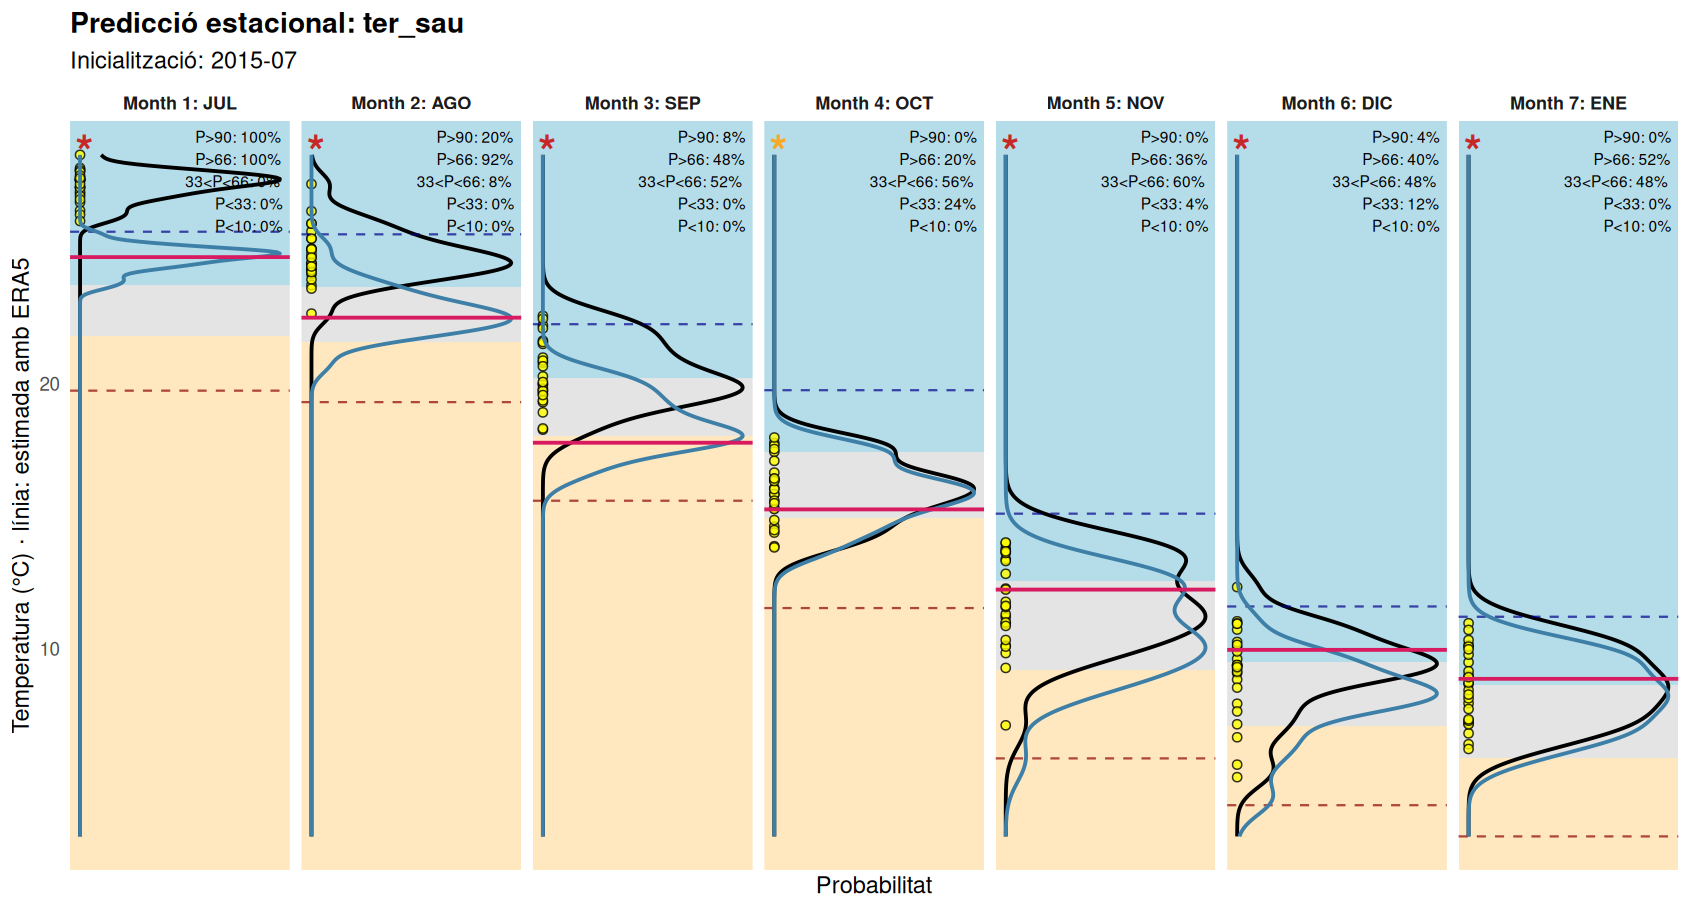 Predicció estacional: ter_sau
Inicialització: 2015-07
Month 1: JUL
Month 2: AGO
Month 3: SEP
Month 4: OCT
Month 5: NOV
Month 6: DIC
Month 7: ENE
*
P>90: 100%
P>66: 100%
33<P<66: 0%
P<33: 0%
P<10: 0%
*
P>90: 20%
P>66: 92%
33<P<66: 8%
P<33: 0%
P<10: 0%
*
P>90: 8%
P>66: 48%
33<P<66: 52%
P<33: 0%
P<10: 0%
*
P>90: 0%
P>66: 20%
33<P<66: 56%
P<33: 24%
P<10: 0%
*
P>90: 0%
P>66: 36%
33<P<66: 60%
P<33: 4%
P<10: 0%
*
P>90: 4%
P>66: 40%
33<P<66: 48%
P<33: 12%
P<10: 0%
*
P>90: 0%
P>66: 52%
33<P<66: 48%
P<33: 0%
P<10: 0%
Temperatura (°C) · línia: estimada amb ERA5
20
10
Probabilitat